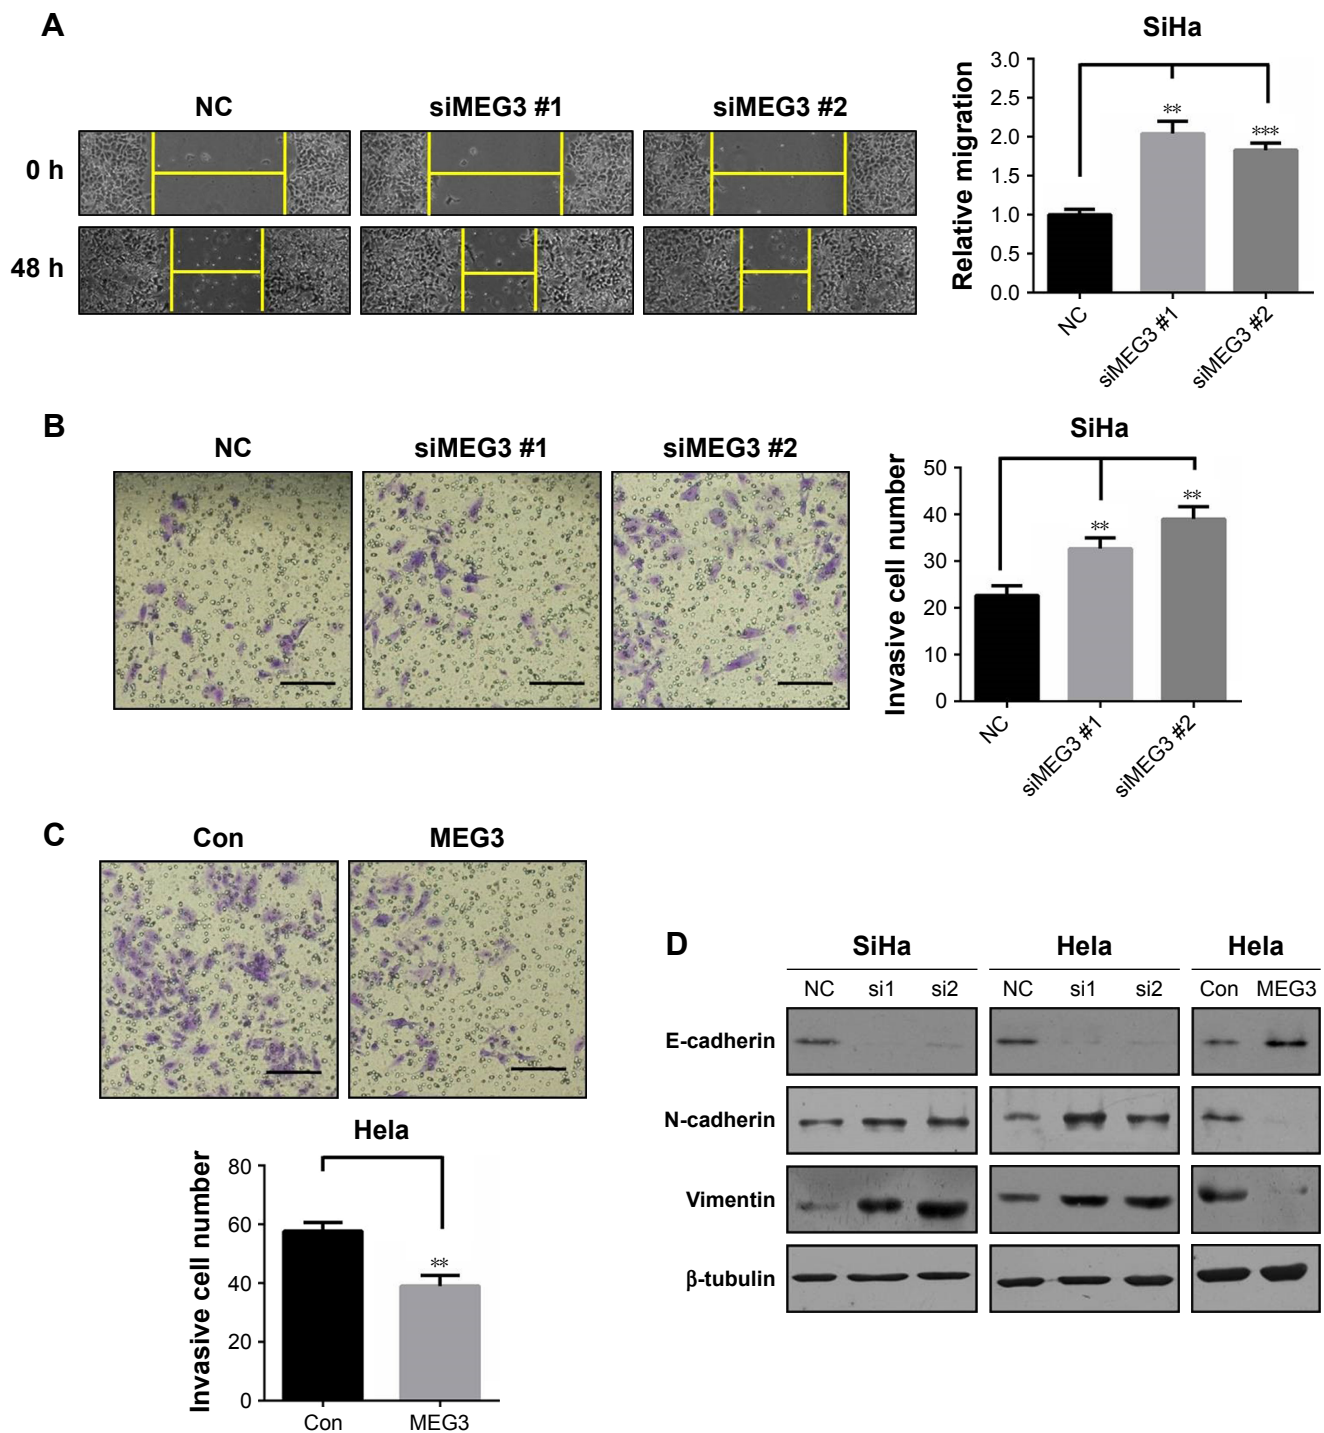 A
NC
siMEG3 #1
siMEG3 #2
0 h
48 h
SiHa
Relative migration
3.0
2.5
2.0
1.5
1.0
0.5
0.0
**
***
NC
siMEG3 #1
siMEG3 #2
B
NC
siMEG3 #1
siMEG3 #2
SiHa
Invasive cell number
50
40
30
20
10
0
**
**
NC
siMEG3 #1
siMEG3 #2
C
Con
MEG3
Hela
Invasive cell number
80
60
40
20
0
**
Con
MEG3
D
SiHa
Hela
Hela
NC si1 si2
NC si1 si2
Con MEG3
E-cadherin
N-cadherin
Vimentin
β-tubulin